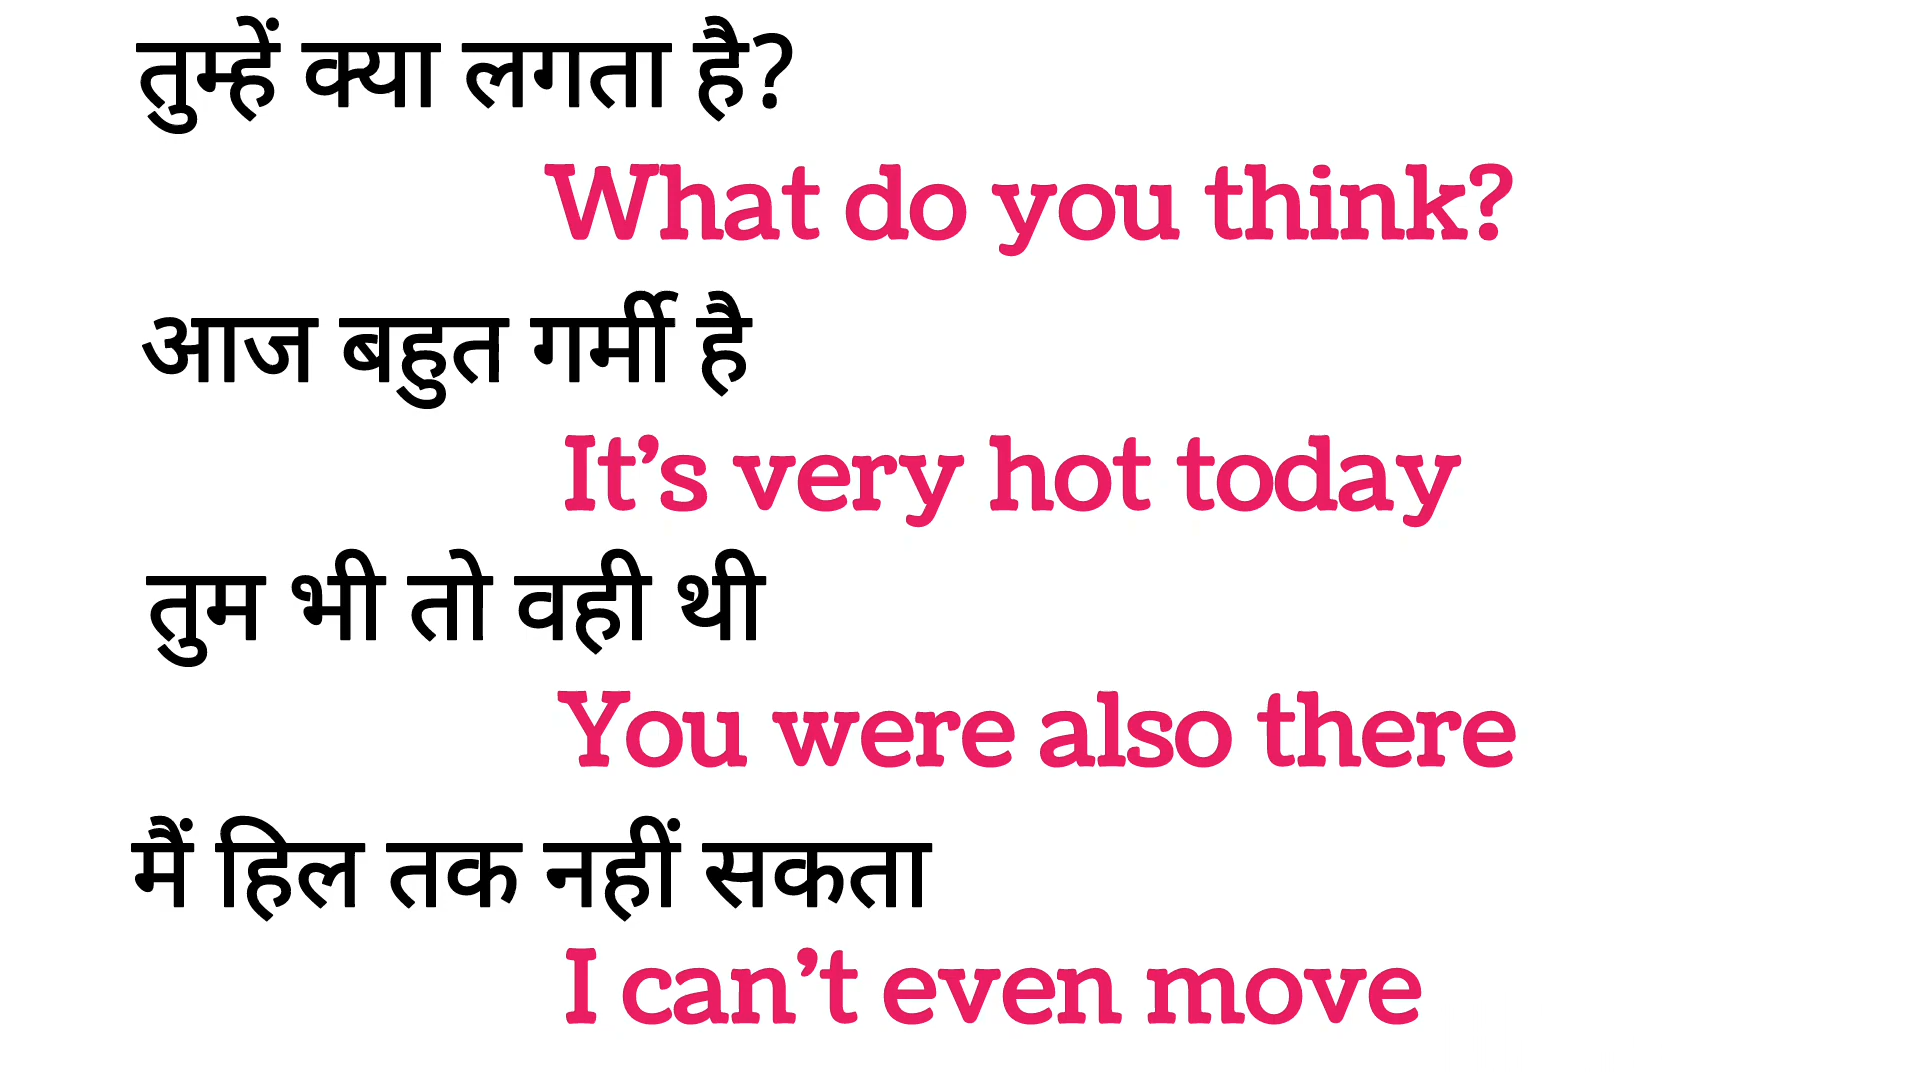 तुम्हें क्या लगता है?
What do you think?
आज बहुत गर्मी है
It’s very hot today
तुम भी तो वही थी
You were also there
मैं हिल तक नहीं सकता
I can’t even move